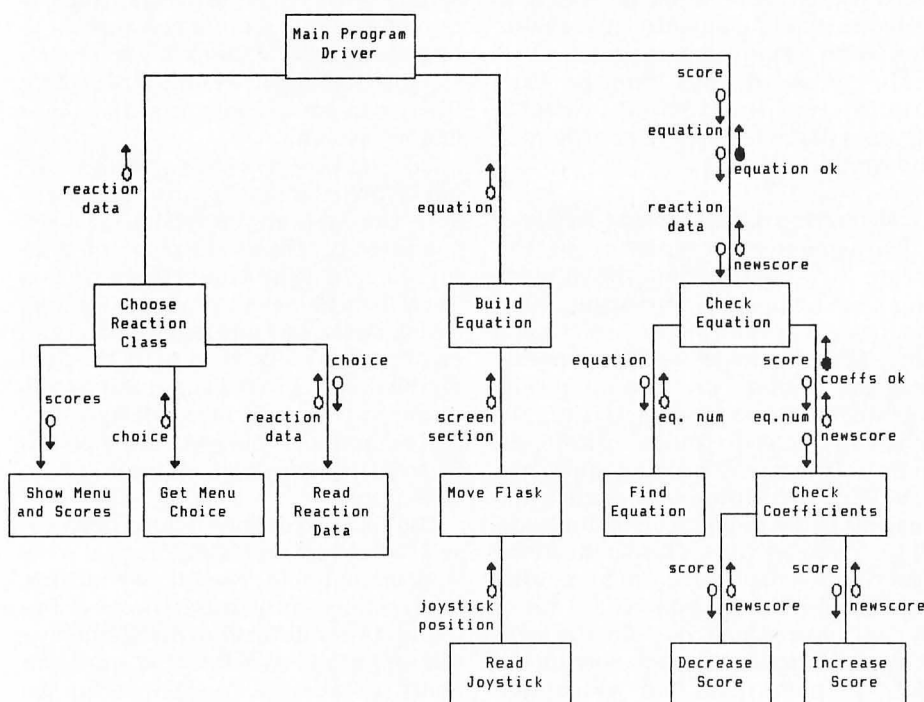 Main Program
Driver
score
equation
equation ok
reaction
data
equation
reaction
data
newscore
Choose
Reaction
Class
Build
Equation
Check
Equation
scores
choice
choice
reaction
data
screen
section
equation
eq. num
score
coeffs ok
eq.num
newscore
Show Menu
and Scores
Get Menu
Choice
Read
Reaction
Data
Move Flask
Find
Equation
Check
Coefficients
joystick
position
score
newscore
score
newscore
Read
Joystick
Decrease
Score
Increase
Score